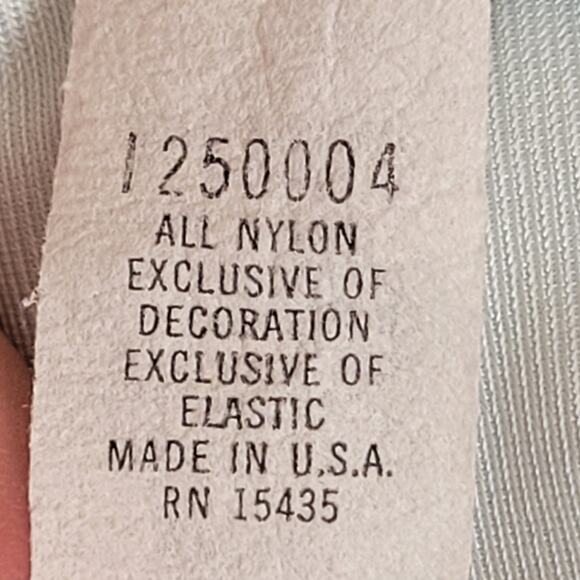 1250004
ALL NYLON
EXCLUSIVE OF
DECORATION
EXCLUSIVE OF
ELASTIC
MADE IN U.S.A.
RN 15435